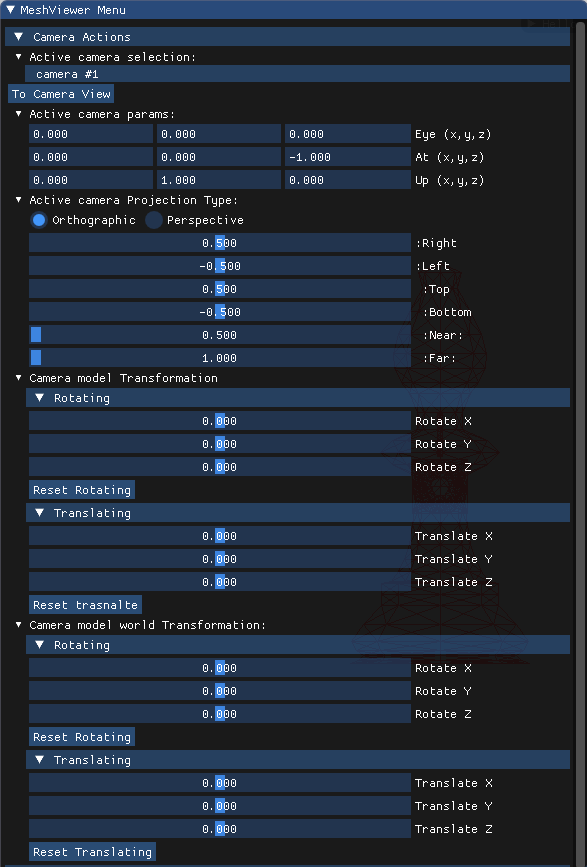 MeshViewer Menu
Camera Actions
Active camera selection:
camera #1
To Camera View
Active camera params:
0.000 0.000 0.000 Eye (x,y,z)
0.000 0.000 -1.000 At (x,y,z)
0.000 1.000 0.000 Up (x,y,z)
Active camera Projection Type:
Orthographic Perspective
0.500 :Right
-0.500 :Left
0.500 :Top
-0.500 :Bottom
0.500 :Near:
1.000 :Far:
Camera model Transformation
Rotating
0.000 Rotate X
0.000 Rotate Y
0.000 Rotate Z
Reset Rotating
Translating
0.000 Translate X
0.000 Translate Y
0.000 Translate Z
Reset trasnalte
Camera model world Transformation:
Rotating
0.000 Rotate X
0.000 Rotate Y
0.000 Rotate Z
Reset Rotating
Translating
0.000 Translate X
0.000 Translate Y
0.000 Translate Z
Reset Translating